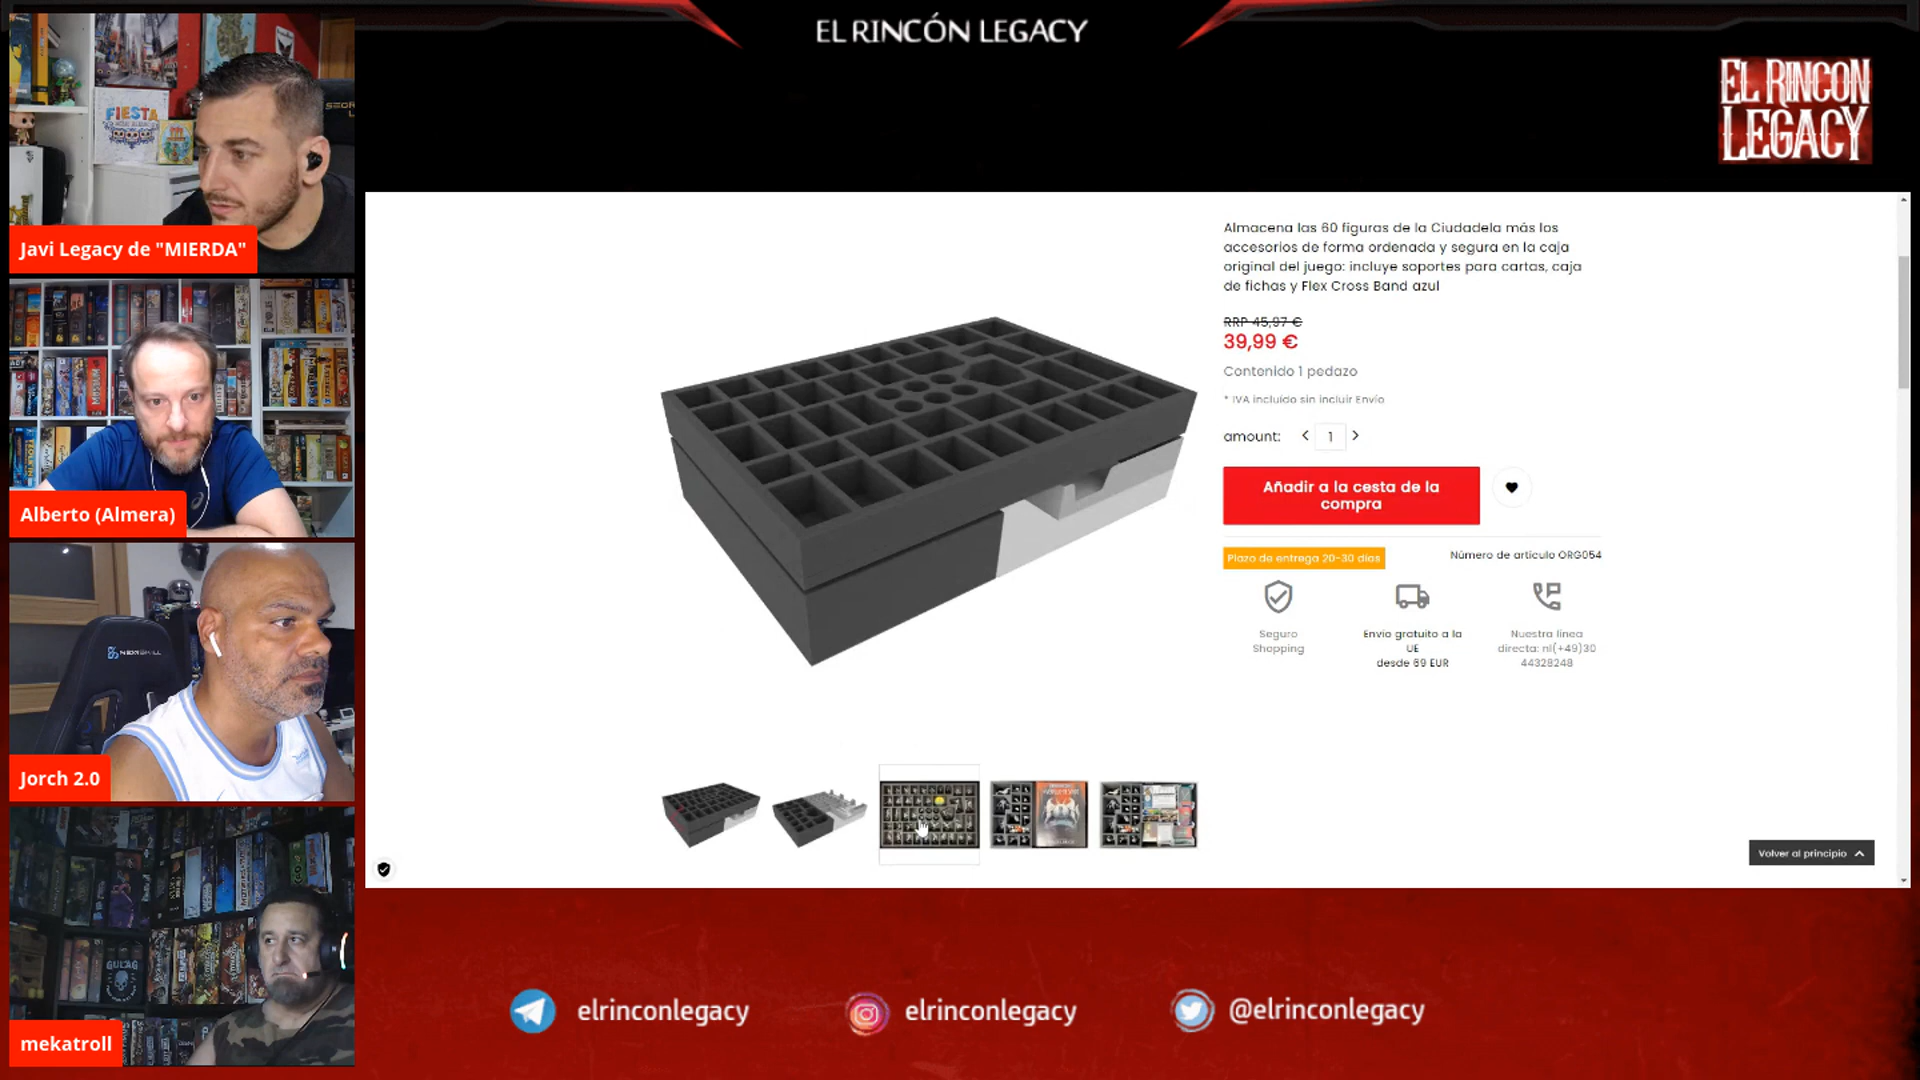 EL RINCÓN LEGACY
EL RINCON
LEGACY
FIESTA
Javi Legacy de "MIERDA"
Alberto (Almera)
Jorch 2.0
GULAG
mekatroll
Almacena las 60 figuras de la Ciudadela más los
accesorios de forma ordenada y segura en la caja
original del juego: incluye soportes para cartas, caja
de fichas y Flex Cross Band azul
RRP 45,97 €
39,99 €
Contenido 1 pedazo
* IVA incluido sin incluir Envío
amount:
1
Añadir a la cesta de la
compra
Plazo de entrega 20-30 días
Número de artículo ORG054
Seguro
Shopping
Envío gratuito a la
UE
desde 69 EUR
Nuestra línea
directa: nl(+49)30
44328248
Volver al principio
elrinconlegacy
elrinconlegacy
@elrinconlegacy